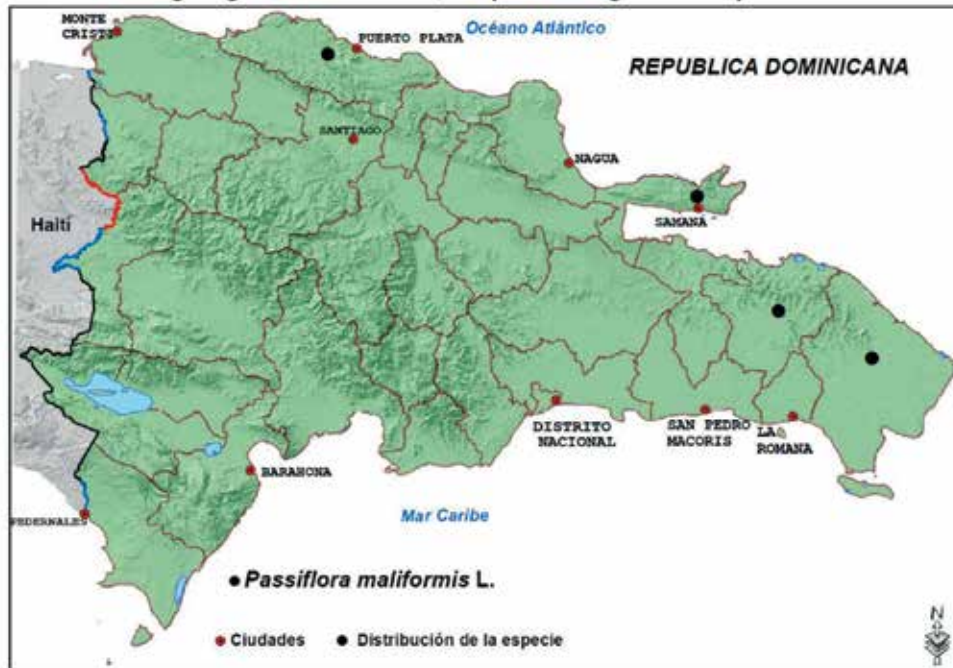 MONTE
CRISTI
PUERTO PLATA
Océano Atlántico
REPUBLICA DOMINICANA
SANTIAGO
NAGUA
SAMANÁ
Haití
DISTRITO
NACIONAL
SAN PEDRO
MACORIS
LA
ROMANA
BARAHONA
PEDERNALES
Mar Caribe
Passiflora maliformis L.
Ciudades
Distribución de la especie
N